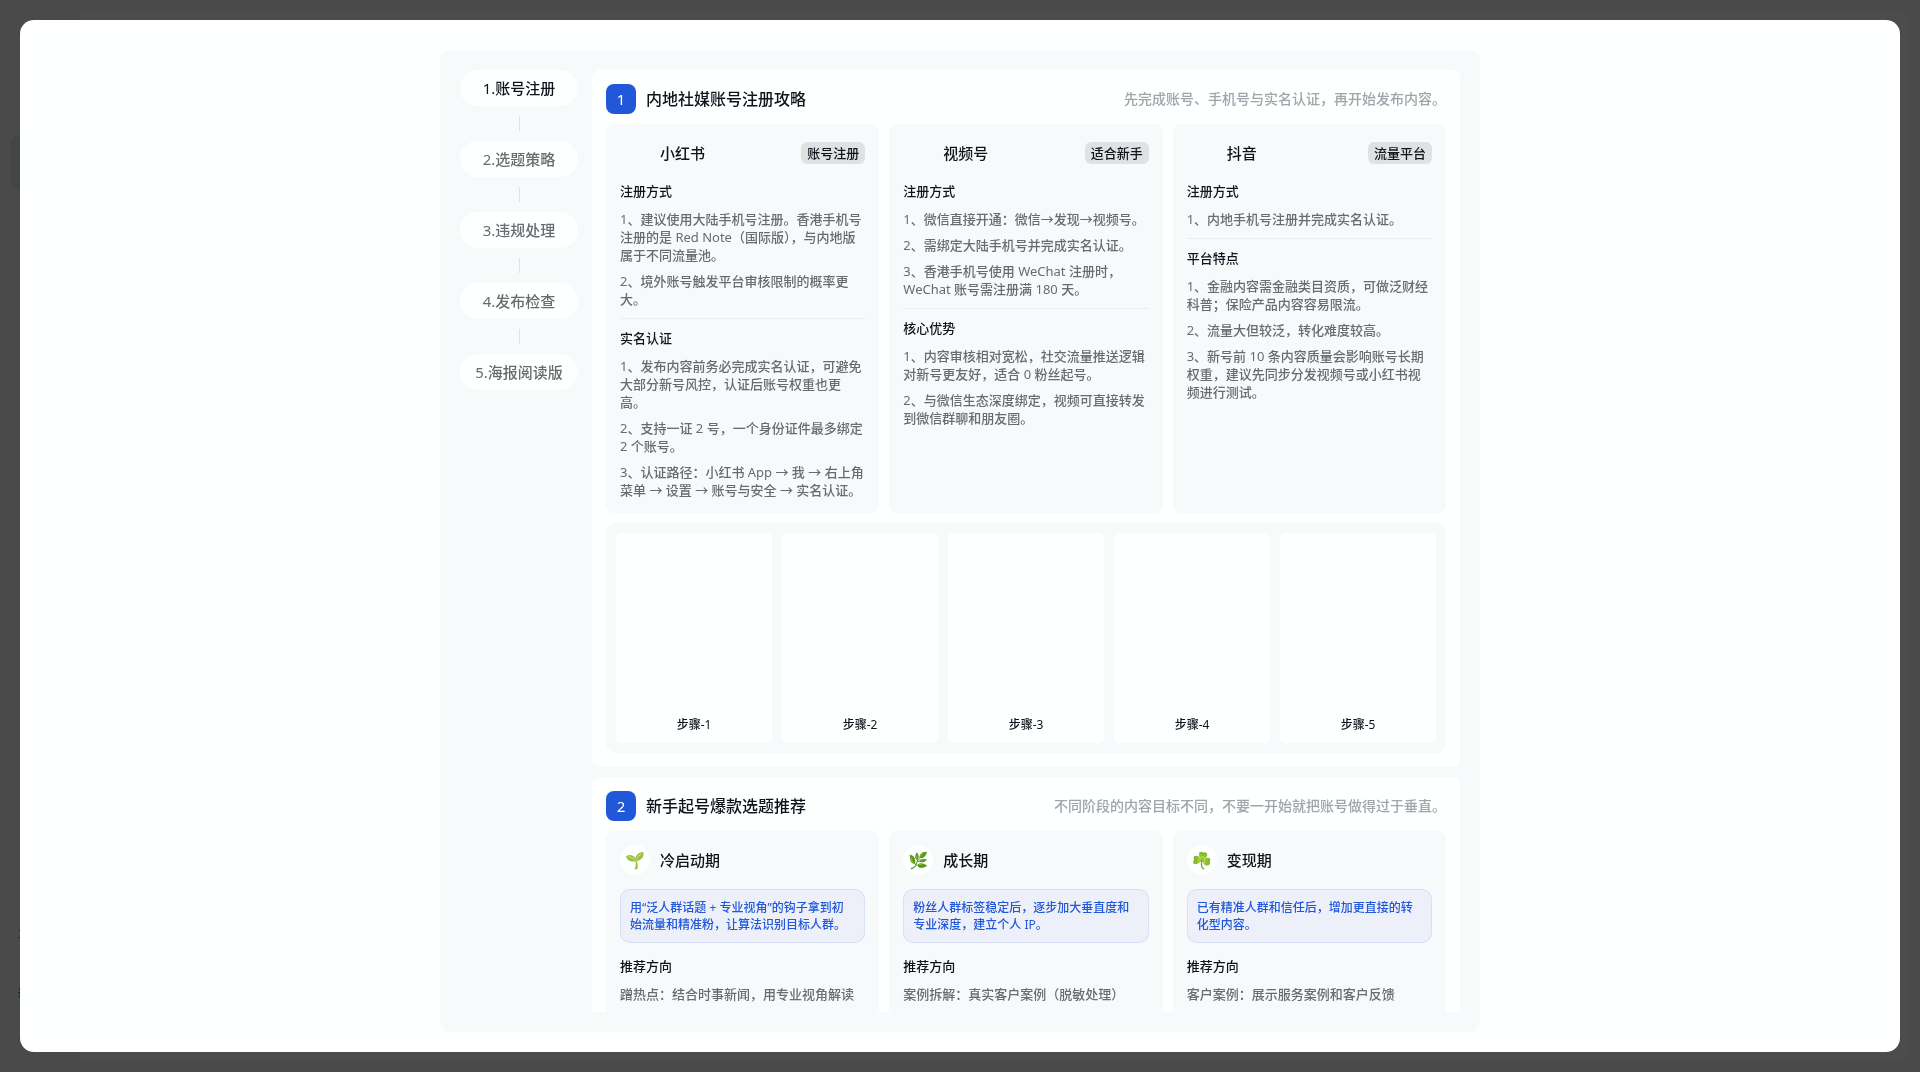 1.账号注册
2.选题策略
3.违规处理
4.发布检查
5.海报阅读版
1
内地社媒账号注册攻略
先完成账号、手机号与实名认证，再开始发布内容。
小红书
账号注册
注册方式
1、建议使用大陆手机号注册。香港手机号
注册的是 Red Note（国际版），与内地版
属于不同流量池。
2、境外账号触发平台审核限制的概率更
大。
实名认证
1、发布内容前务必完成实名认证，可避免
大部分新号风控，认证后账号权重也更
高。
2、支持一证 2 号，一个身份证件最多绑定
2 个账号。
3、认证路径：小红书 App → 我 → 右上角
菜单 → 设置 → 账号与安全 → 实名认证。
视频号
适合新手
注册方式
1、微信直接开通：微信→发现→视频号。
2、需绑定大陆手机号并完成实名认证。
3、香港手机号使用 WeChat 注册时，
WeChat 账号需注册满 180 天。
核心优势
1、内容审核相对宽松，社交流量推送逻辑
对新号更友好，适合 0 粉丝起号。
2、与微信生态深度绑定，视频可直接转发
到微信群聊和朋友圈。
抖音
流量平台
注册方式
1、内地手机号注册并完成实名认证。
平台特点
1、金融内容需金融类目资质，可做泛财经
科普；保险产品内容容易限流。
2、流量大但较泛，转化难度较高。
3、新号前 10 条内容质量会影响账号长期
权重，建议先同步分发视频号或小红书视
频进行测试。
步骤-1
步骤-2
步骤-3
步骤-4
步骤-5
2
新手起号爆款选题推荐
不同阶段的内容目标不同，不要一开始就把账号做得过于垂直。
冷启动期
用“泛人群话题 + 专业视角”的钩子拿到初
始流量和精准粉，让算法识别目标人群。
推荐方向
蹭热点：结合时事新闻，用专业视角解读
成长期
粉丝人群标签稳定后，逐步加大垂直度和
专业深度，建立个人 IP。
推荐方向
案例拆解：真实客户案例（脱敏处理）
变现期
已有精准人群和信任后，增加更直接的转
化型内容。
推荐方向
客户案例：展示服务案例和客户反馈